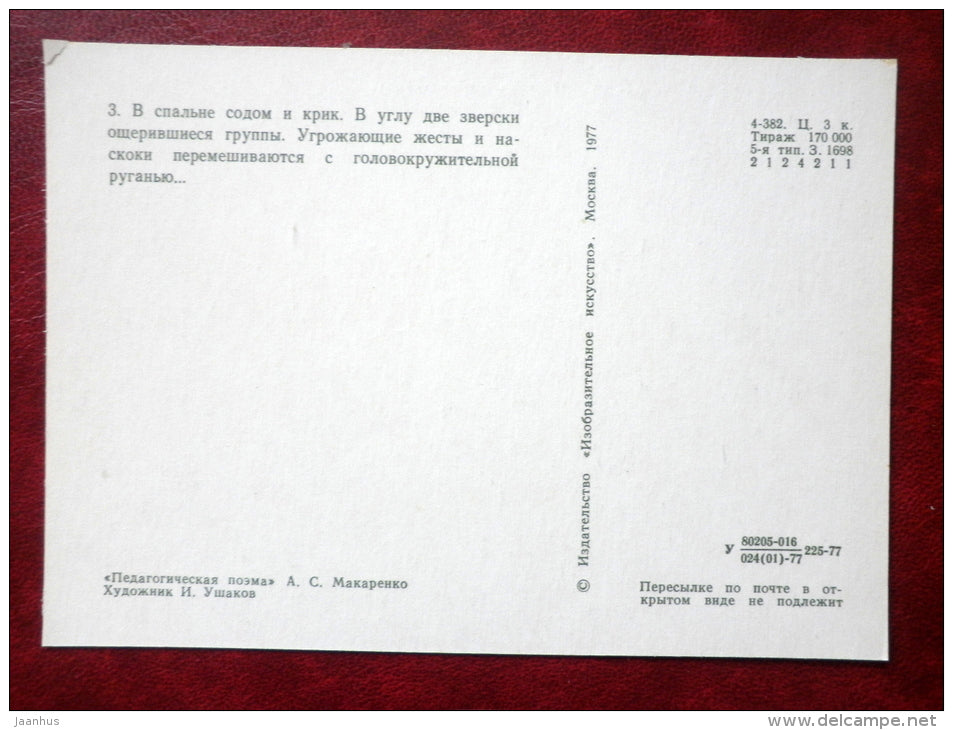 3. В спальне содом и крик. В углу две зверски
ощерившиеся группы. Угрожающие жесты и на-
скоки перемешиваются с головокружительной
руганью...
«Педагогическая поэма» А. С. Макаренко
Художник И. Ушаков
© Издательство «Изобразительное искусство». Москва. 1977
4-382. Ц. 3 к.
Тираж 170 000
5-я тип. З. 1698
2 1 2 4 2 1 1
У 80205-016 225-77
024(01)-77
Пересылке по почте в от-
крытом виде не подлежит
jaanhus
www.delcampe.net